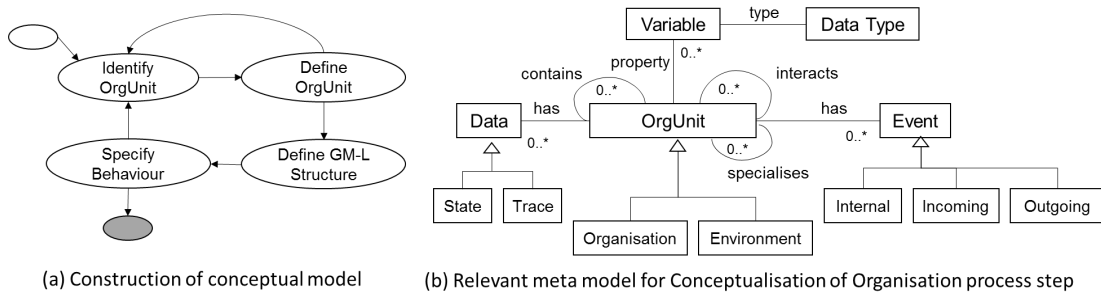 Identify
OrgUnit
Define
OrgUnit
Specify
Behaviour
Define GM-L
Structure
(a) Construction of conceptual model
Variable
type
Data Type
0..*
contains
property
interacts
0..*
0..*
Data
has
0..*
OrgUnit
0..*
specialises
has
0..*
Event
State
Trace
Organisation
Environment
Internal
Incoming
Outgoing
(b) Relevant meta model for Conceptualisation of Organisation process step